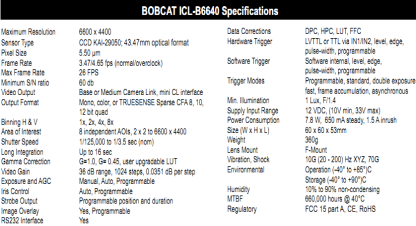 BOBCAT ICL-B6640 Specifications
Maximum Resolution 6600 x 4400
Sensor Type CCD KAI-29050; 43.47mm optical format
Pixel Size 5.50 µm
Frame Rate 3.47/4.65 fps (normal/overclock)
Max Frame Rate 26 FPS
Minimum S/N ratio 60 db
Video Output Base or Medium Camera Link, mini CL interface
Output Format Mono, color, or TRUESENSE Sparse CFA 8, 10,
12 bit quad
Binning H & V 1x, 2x, 4x, 8x
Area of Interest 8 independent AOIs, 2 x 2 to 6600 x 4400
Shutter Speed 1/125,000 to 1/3.5 sec (nom)
Long Integration Up to 16 sec
Gamma Correction G=1.0, G= 0.45, user upgradable LUT
Video Gain 36 dB range, 1024 steps, 0.0351 dB per step
Exposure and AGC Manual, Auto, Programmable
Iris Control Auto, Programmable
Strobe Output Programmable position and duration
Image Overlay Yes, Programmable
RS232 Interface Yes
Data Corrections DPC, HPC, LUT, FFC
Hardware Trigger LVTTL or TTL via IN1/IN2, level, edge,
pulse-width, programmable
Software Trigger Software internal, level, edge,
pulse-width, programmable
Trigger Modes Programmable, standard, double exposure
fast, frame accumulation, asynchronous
Min. Illumination 1 Lux, F/1.4
Supply Input Range 12 VDC, (10V min, 33V max)
Power Consumption 7.8 W, 650 mA steady, 1.5 A inrush
Size (W x H x L) 60 x 60 x 53mm
Weight 360g
Lens Mount F-Mount
Vibration, Shock 10G (20 - 200) Hz XYZ, 70G
Environmental Operation (-40° to +85)°C
Storage (-40° to +90)°C
Humidity 10% to 90% non-condensing
MTBF 660,000 hours @ 40°C
Regulatory FCC 15 part A, CE, RoHS